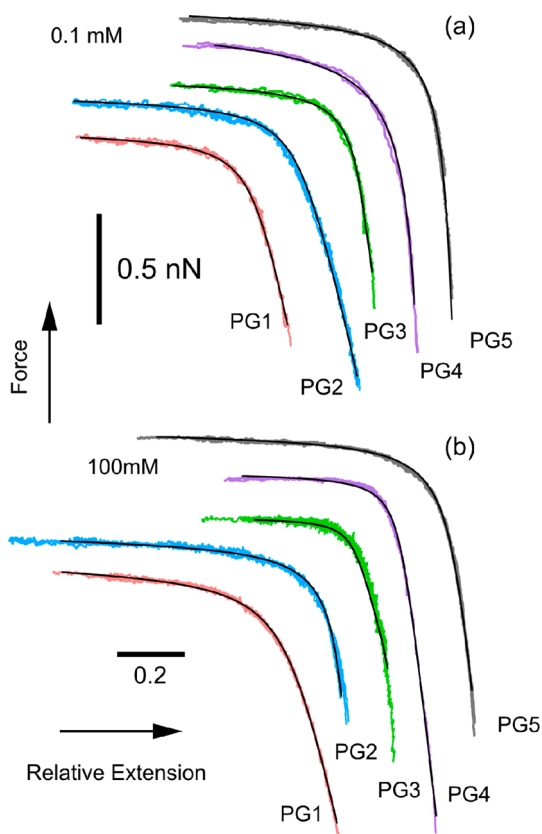 (a)
0.1 mM
0.5 nN
PG1
PG2
PG3
PG4
PG5
Force
(b)
100mM
0.2
Relative Extension
PG1
PG2
PG3
PG4
PG5